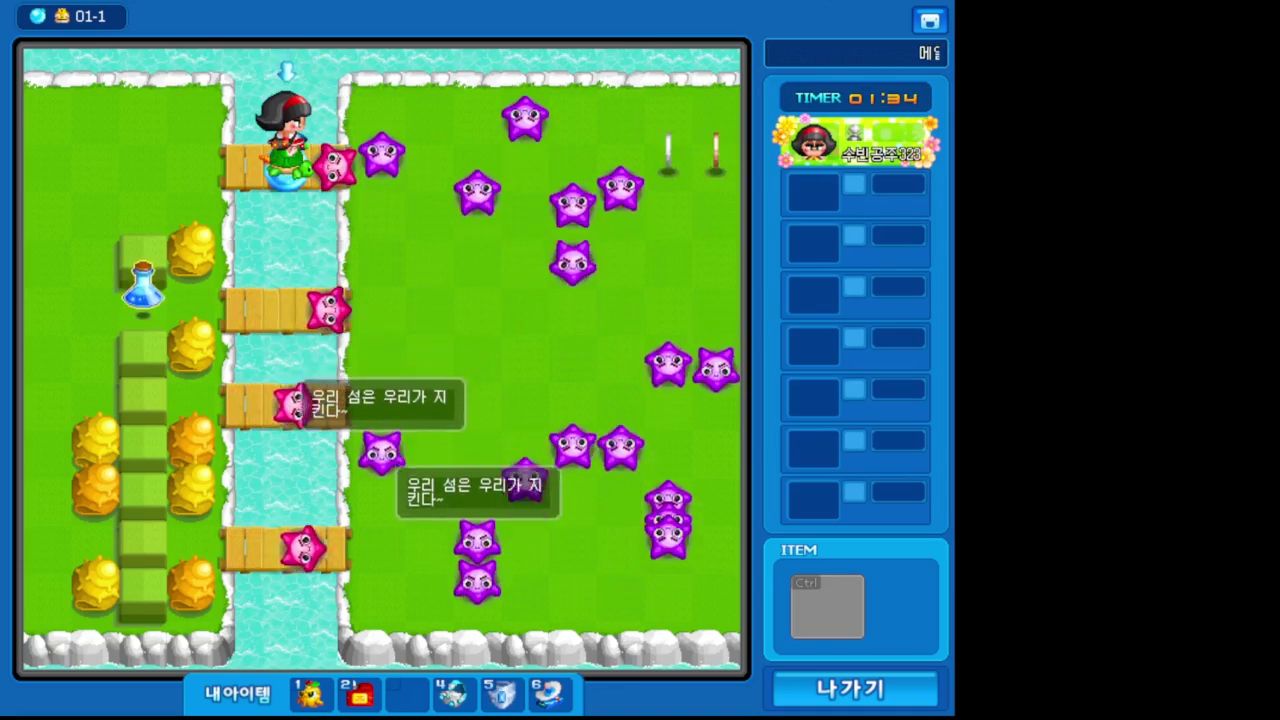 01-1
메
TIMER 01:34
수빈공주323
우리 섬은 우리가 지
킨다~
우리 섬은 우리가 지
킨다~
ITEM
Ctrl
내아이템
1
2
4
5
6
나가기